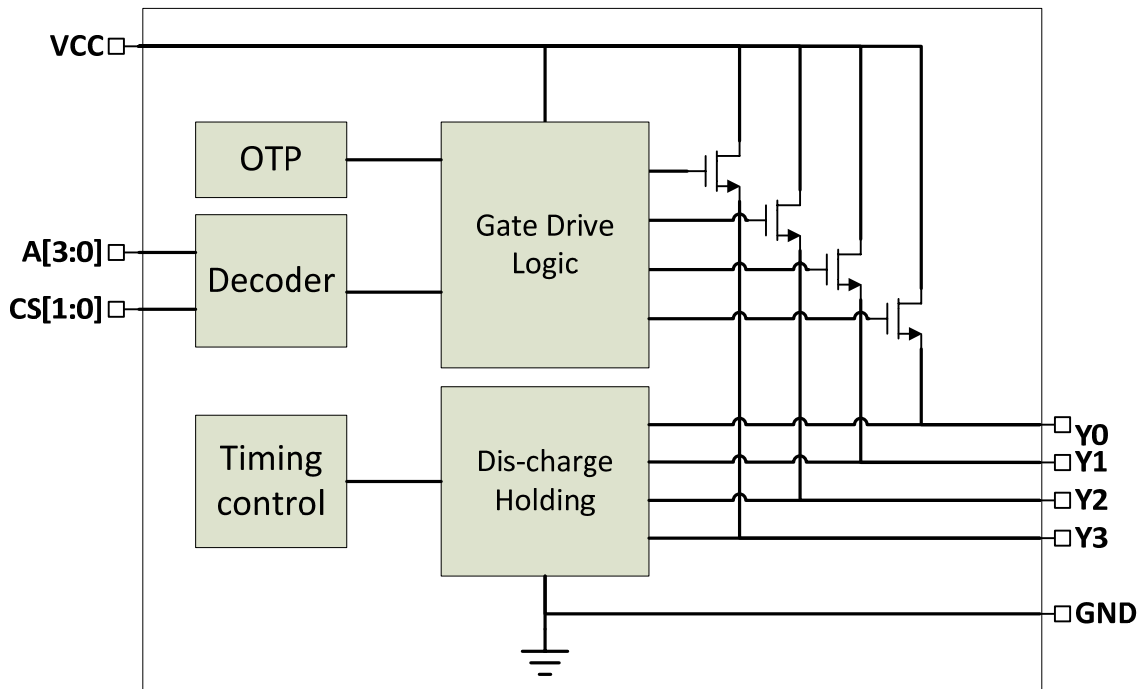 VCC
OTP
A[3:0]
CS[1:0]
Decoder
Gate Drive
Logic
Timing
control
Dis-charge
Holding
Y0
Y1
Y2
Y3
GND